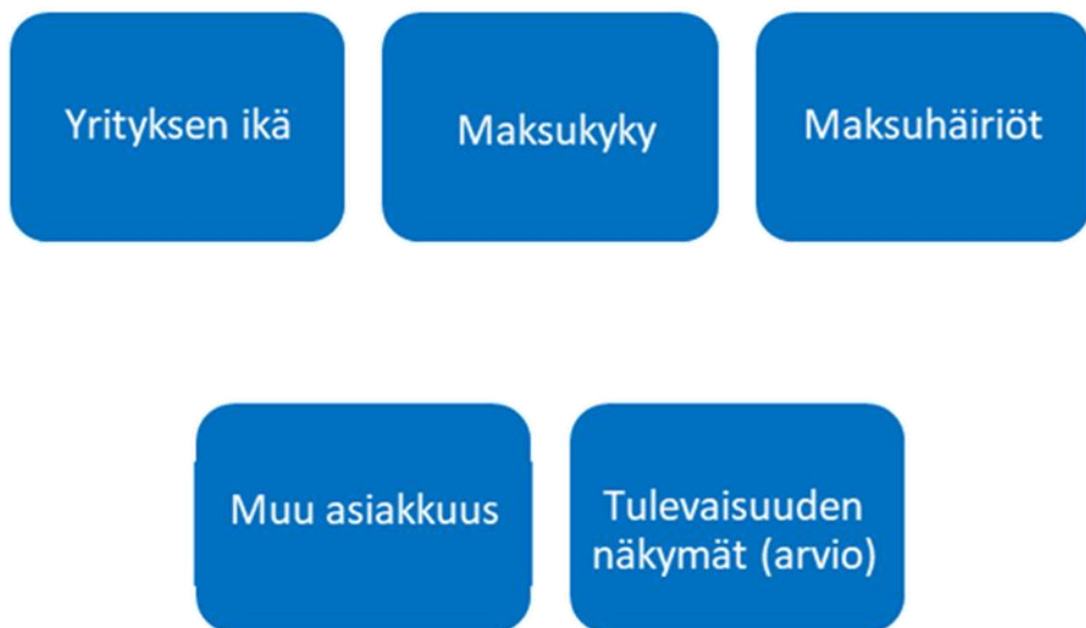 Yrityksen ikä
Maksukyky
Maksuhäiriöt
Muu asiakkuus
Tulevaisuuden
näkymät (arvio)